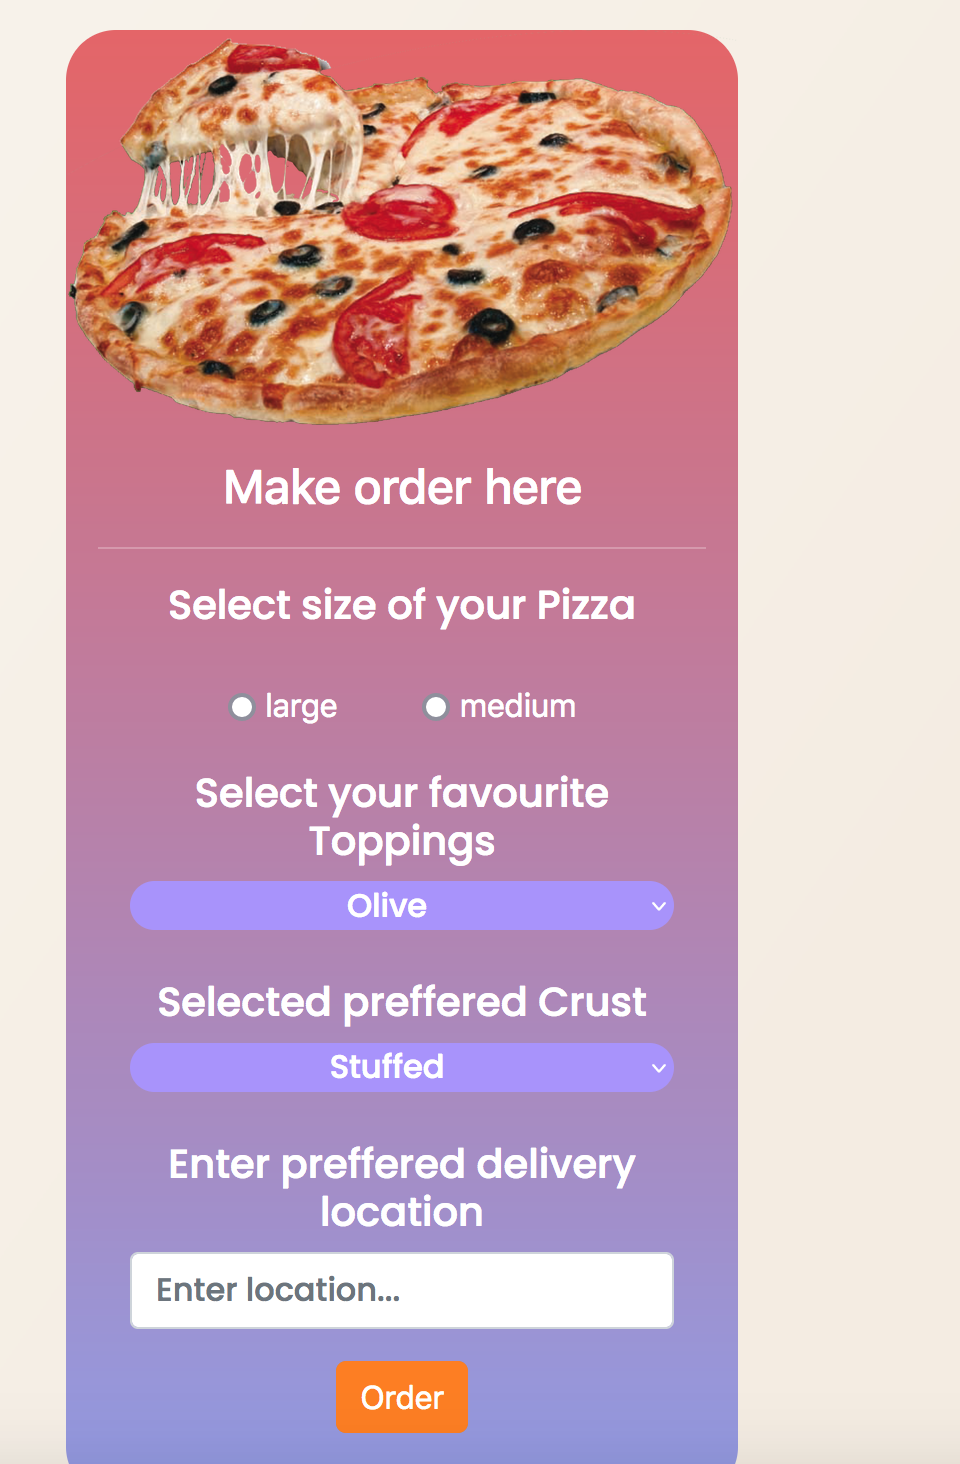 Make order here
Select size of your Pizza
large medium
Select your favourite
Toppings
Olive
Selected preffered Crust
Stuffed
Enter preffered delivery
location
Enter location...
Order